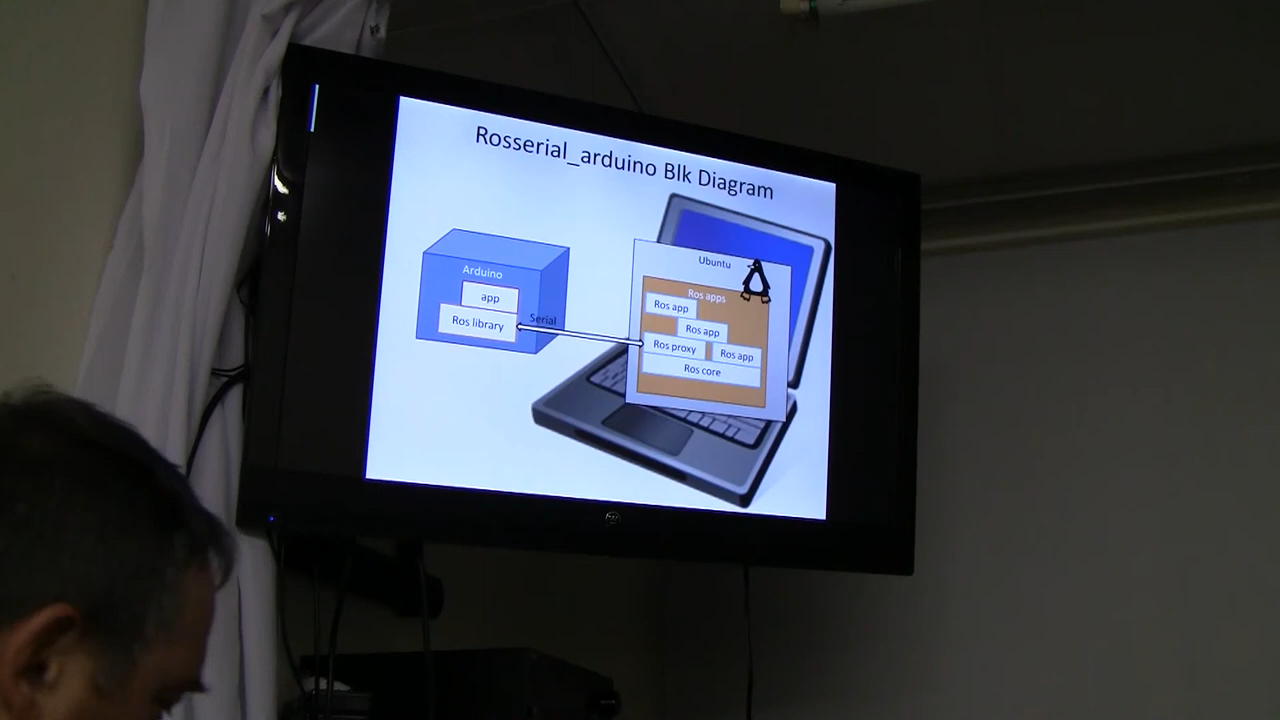 Rosserial_arduino Blk Diagram
Arduino
app
Ros library
Serial
Ubuntu
Ros apps
Ros app
Ros app
Ros proxy
Ros app
Ros core